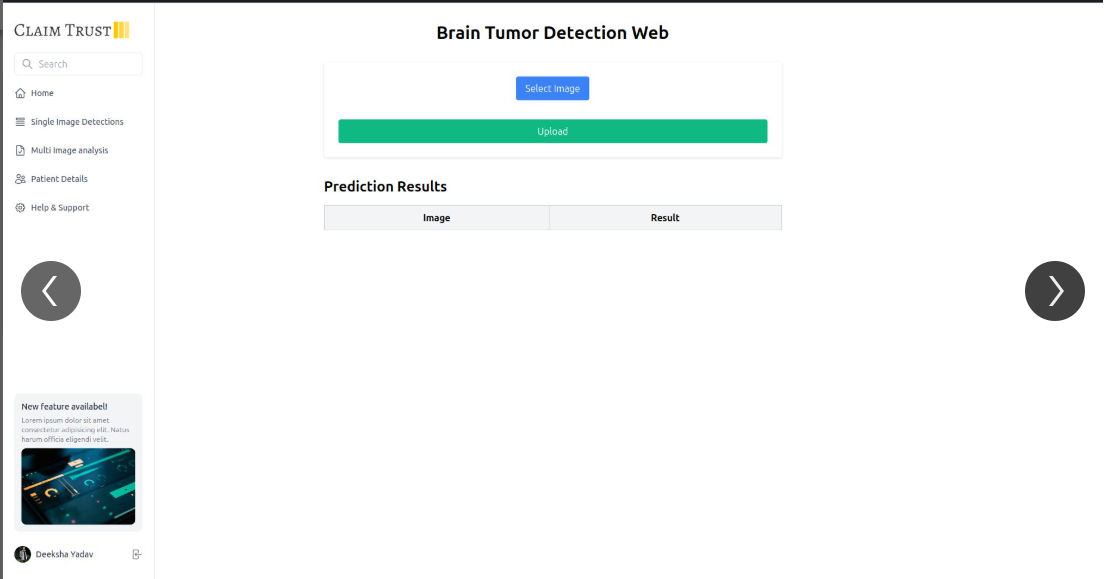 CLAIM TRUST
Search
Home
Single Image Detections
Multi Image analysis
Patient Details
Help & Support
New feature availabel!
Lorem ipsum dolor sit amet
consectetur adipisicing elit. Natus
harum officia eligendi velit.
Deeksha Yadav
Brain Tumor Detection Web
Select Image
Upload
Prediction Results
Image Result